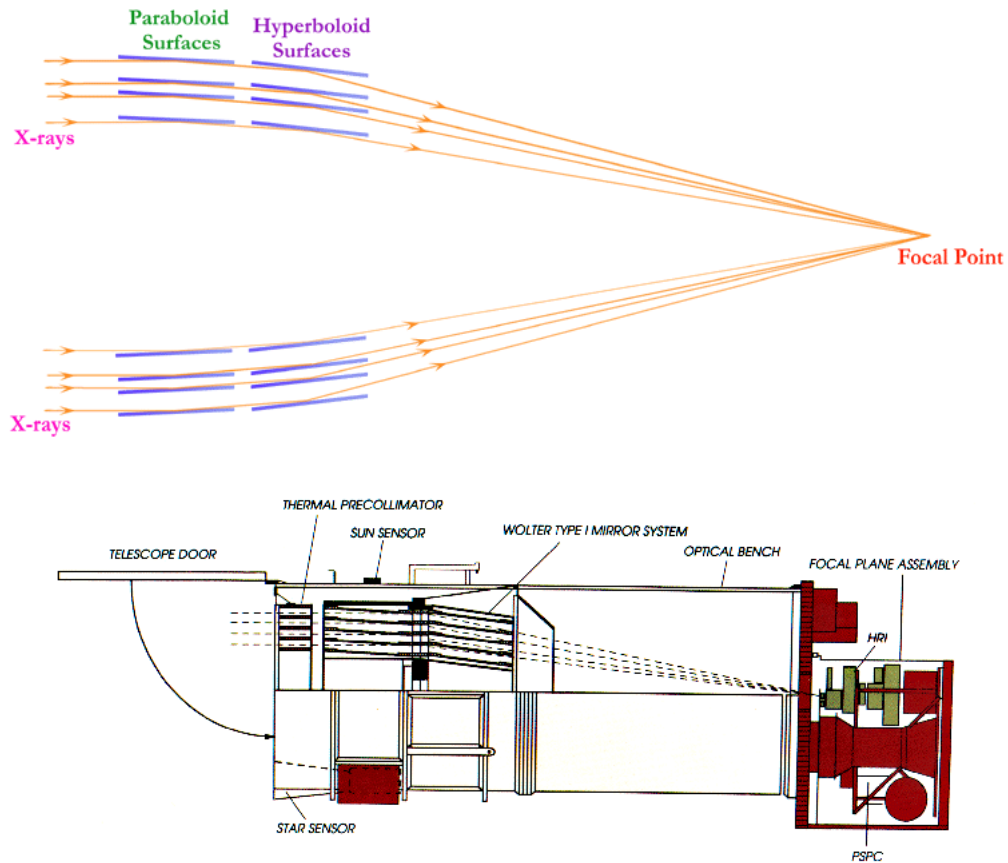 Paraboloid
Surfaces
Hyperboloid
Surfaces
X-rays
Focal Point
X-rays
THERMAL PRECOLLIMATOR
SUN SENSOR
WOLTER TYPE I MIRROR SYSTEM
TELESCOPE DOOR
OPTICAL BENCH
FOCAL PLANE ASSEMBLY
HRI
STAR SENSOR
PSPC